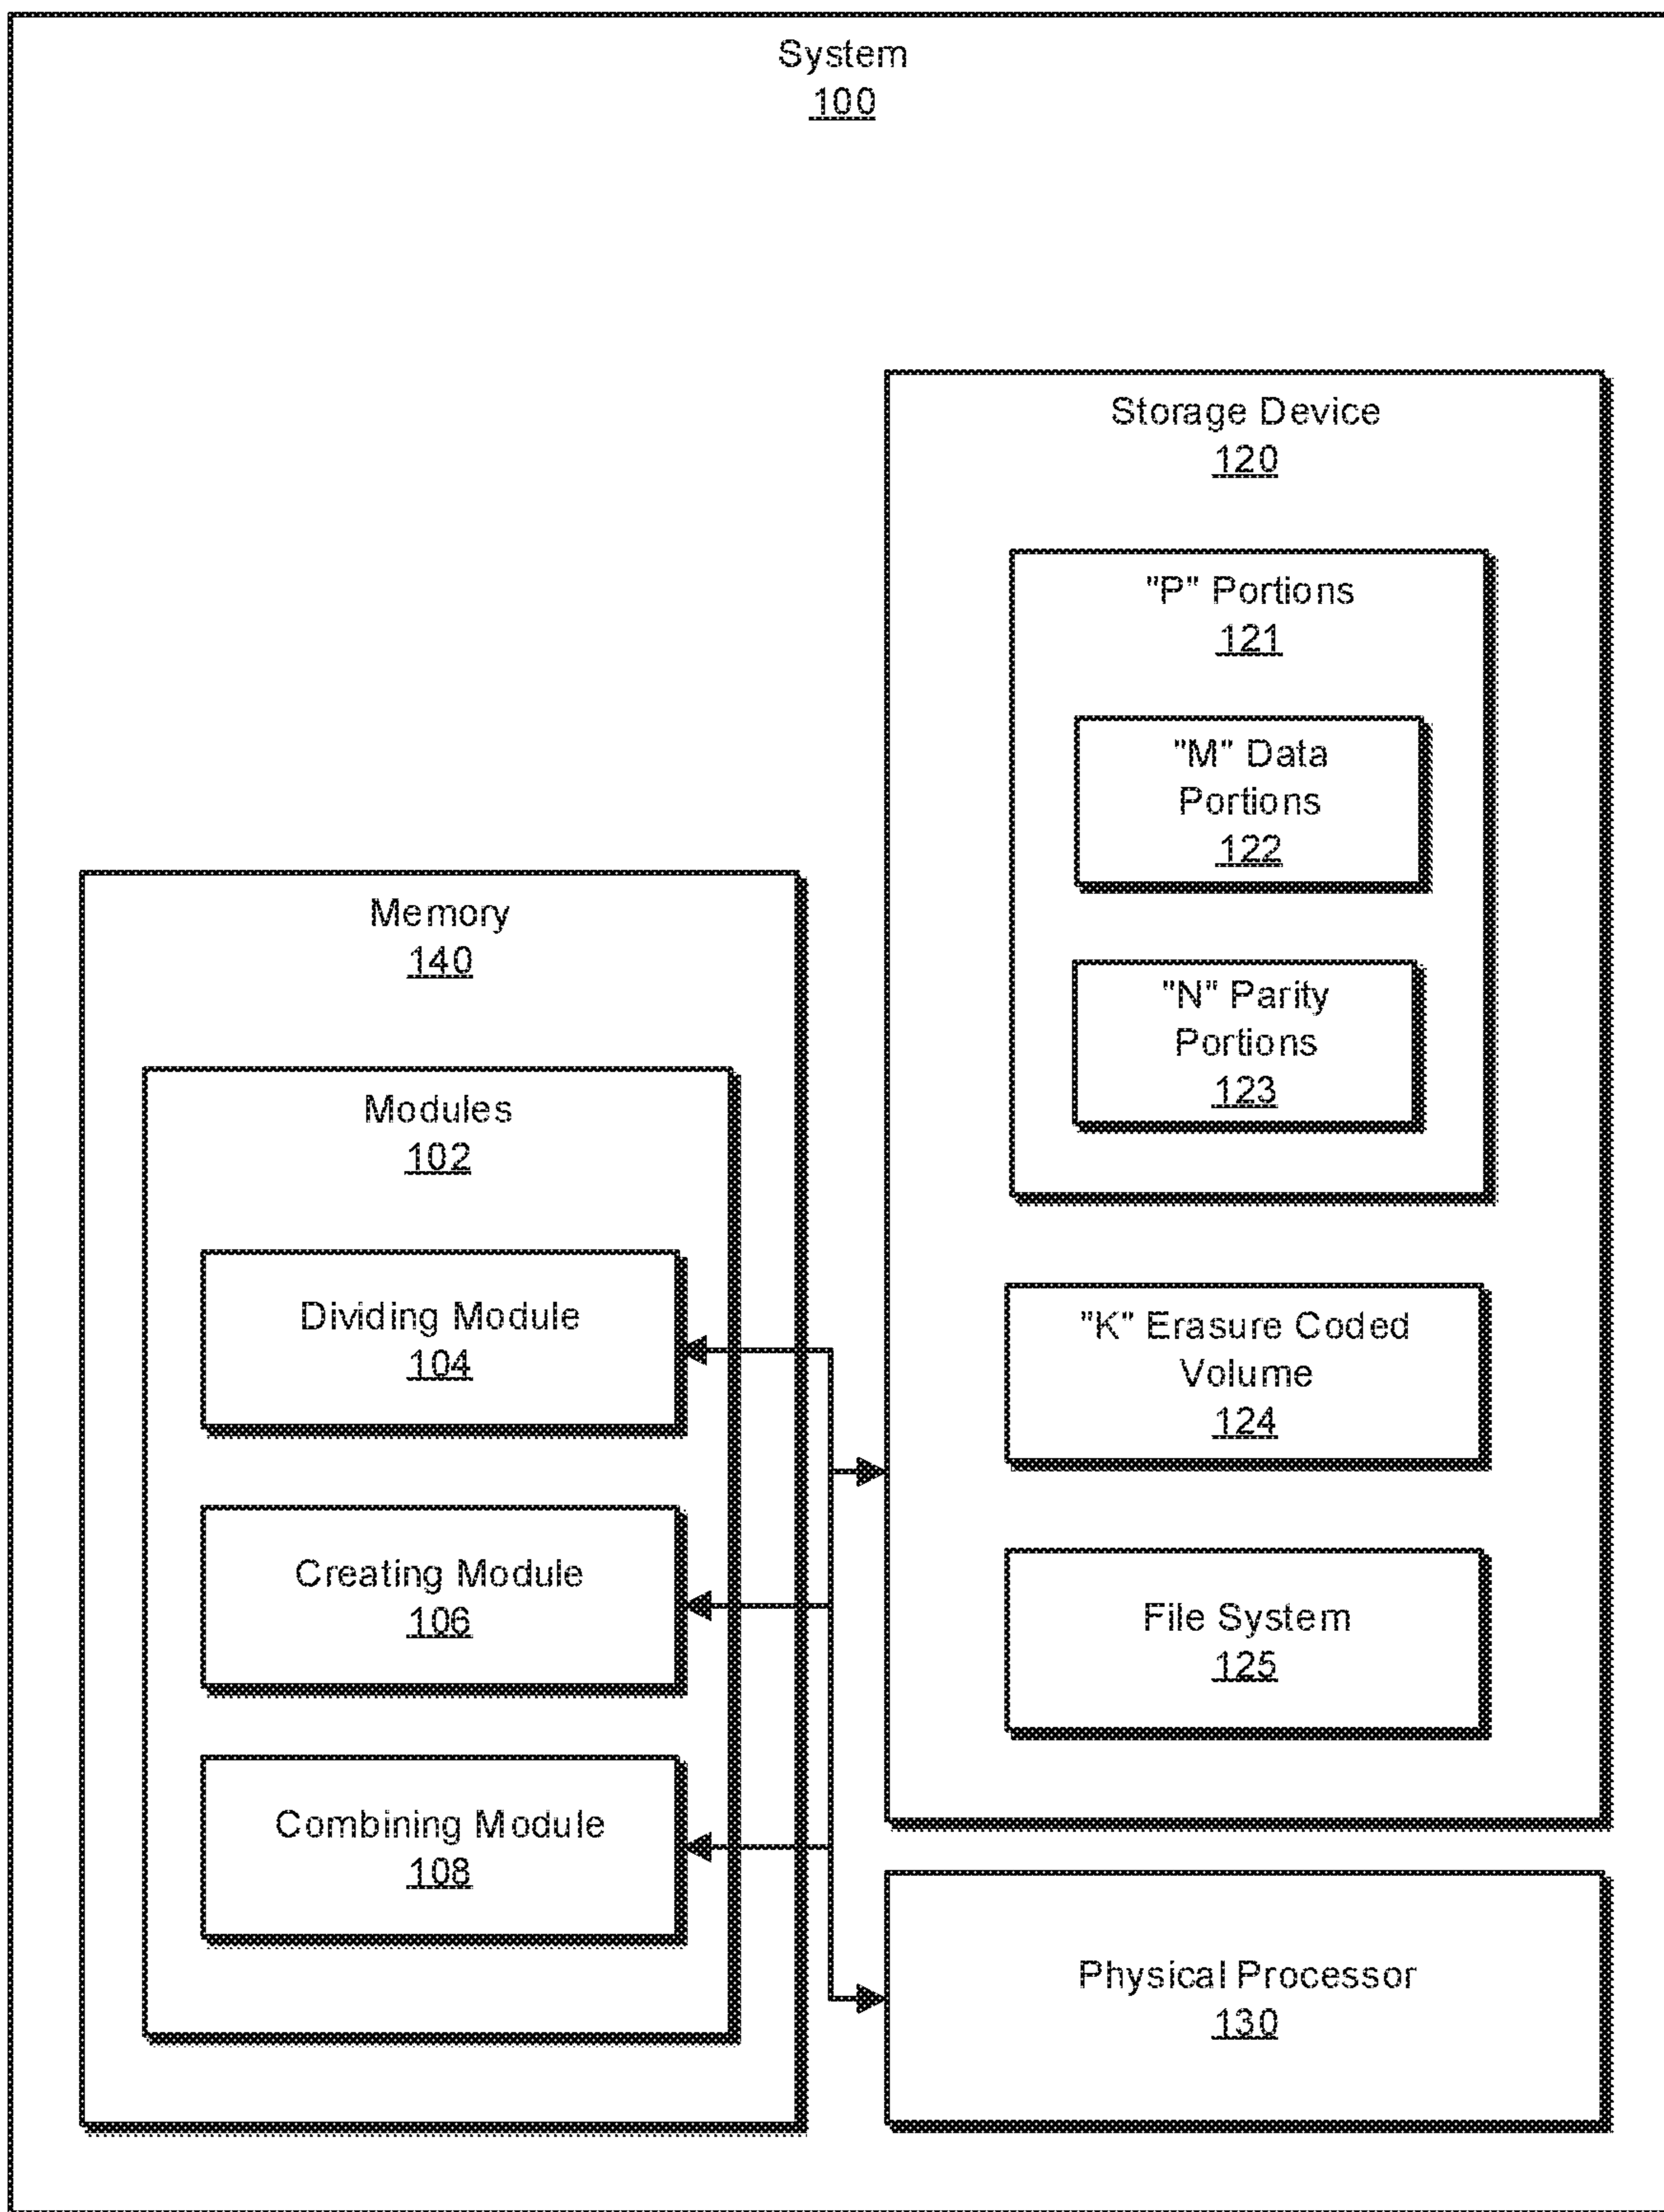 System
100
Storage Device
120
"P" Portions
121
"M" Data
Portions
122
"N" Parity
Portions
123
"K" Erasure Coded
Volume
124
File System
125
Memory
140
Modules
102
Dividing Module
104
Creating Module
106
Combining Module
108
Physical Processor
130